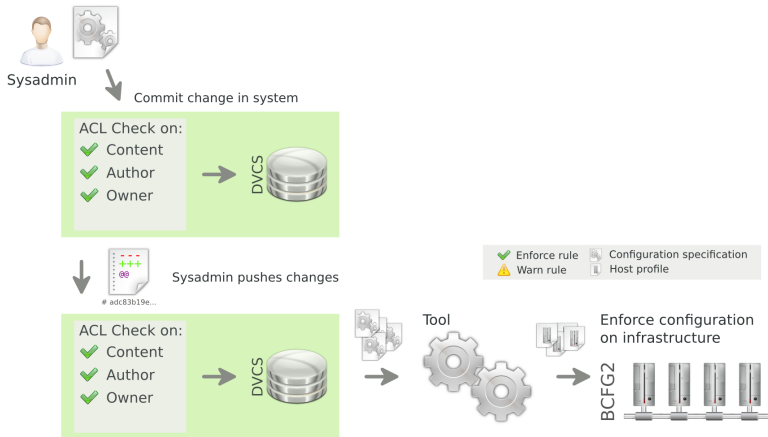 Sysadmin
Commit change in system
ACL Check on:
Content
Author
Owner
DVCS
- - -
+++
@@
# adc83b19e...
Sysadmin pushes changes
Enforce rule
Configuration specification
Warn rule
Host profile
ACL Check on:
Content
Author
Owner
DVCS
Tool
Enforce configuration
on infrastructure
BCFG2